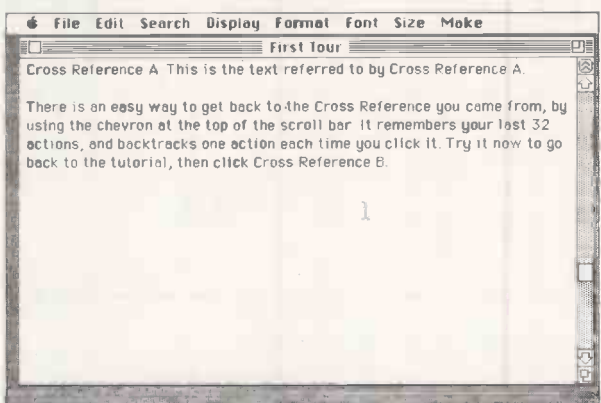 File Edit Search Display Format Font Size Make
First Tour
Cross Reference A This is the text referred to by Cross Reference A.
There is an easy way to get back to the Cross Reference you came from, by
using the chevron at the top of the scroll bar It remembers your last 32
actions, and backtracks one action each time you click it. Try it now to go
back to the tutorial, then click Cross Reference B.